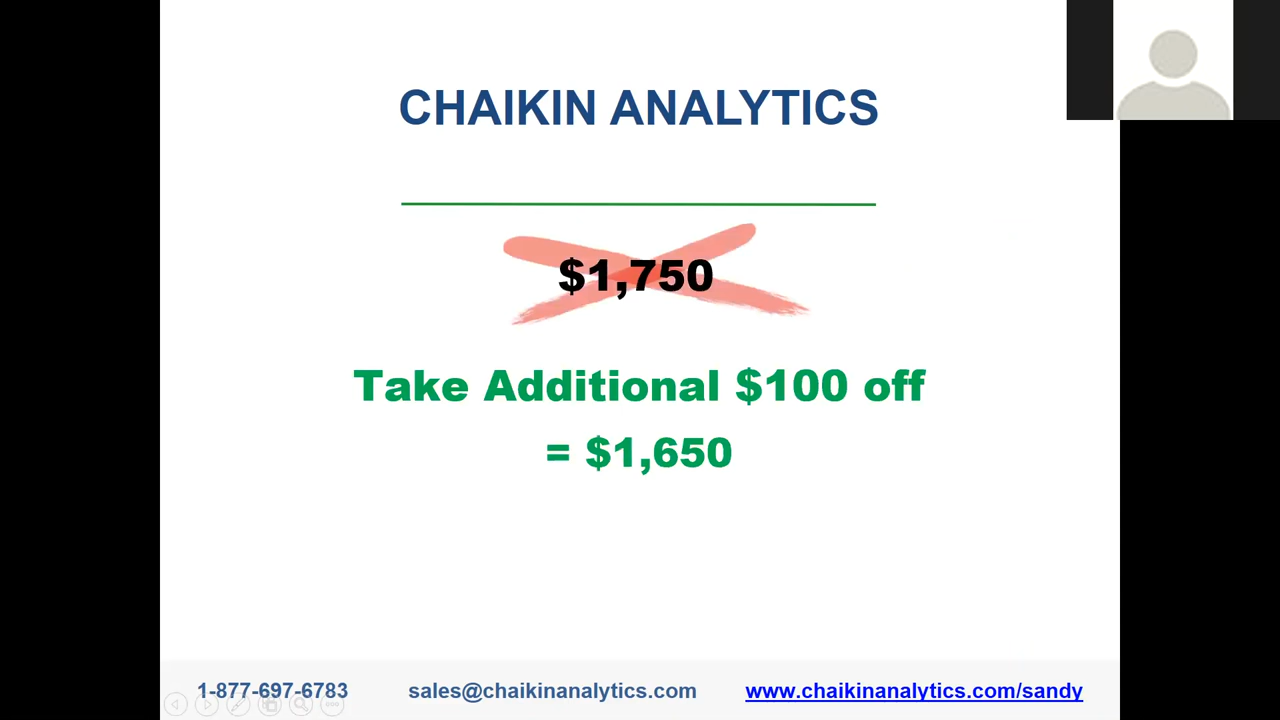 CHAIKIN ANALYTICS
$1,750
Take Additional $100 off
= $1,650
1-877-697-6783 sales@chaikinanalytics.com www.chaikinanalytics.com/sandy